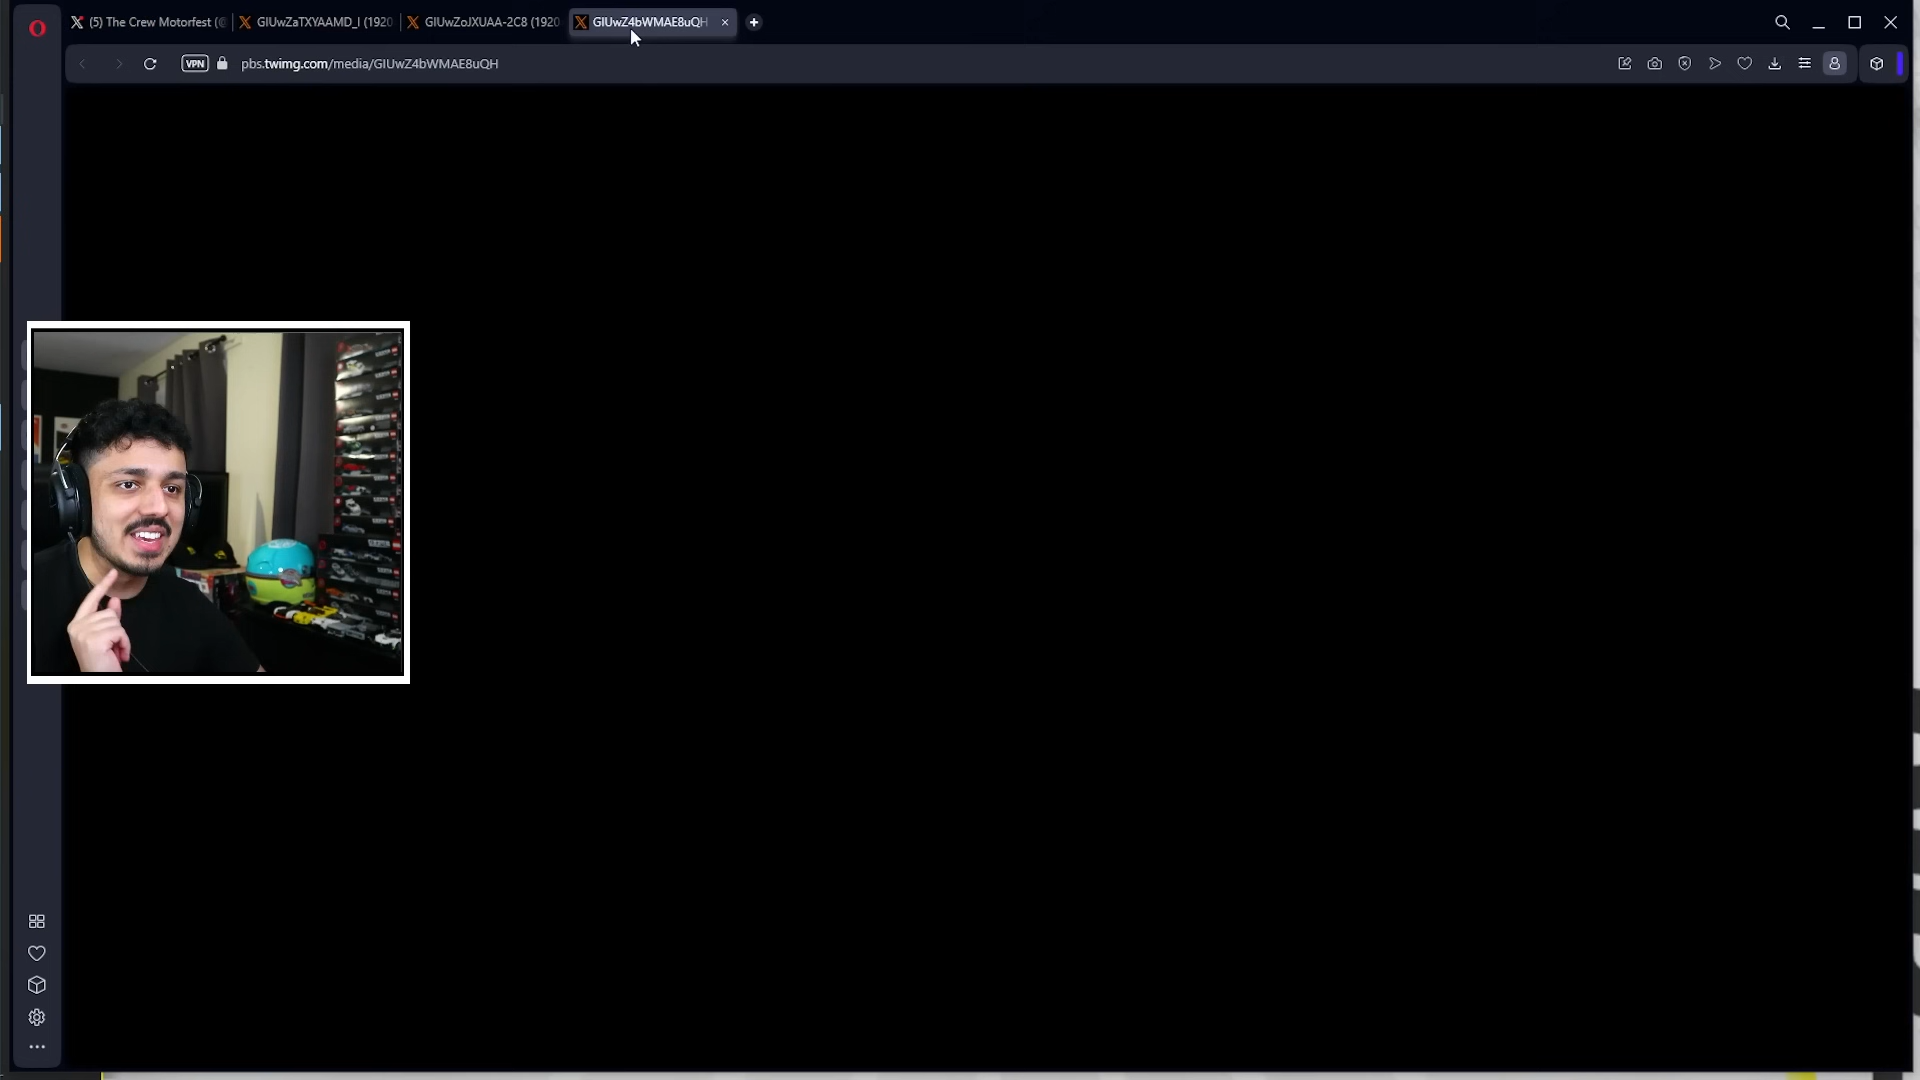 (5) The Crew Motorfest (@
GIUwZaTXYAAMD_I (1920
GIUwZoJXUAA-2C8 (1920
GIUwZ4bWMAE8uQH
VPN
pbs.twimg.com/media/GIUwZ4bWMAE8uQH